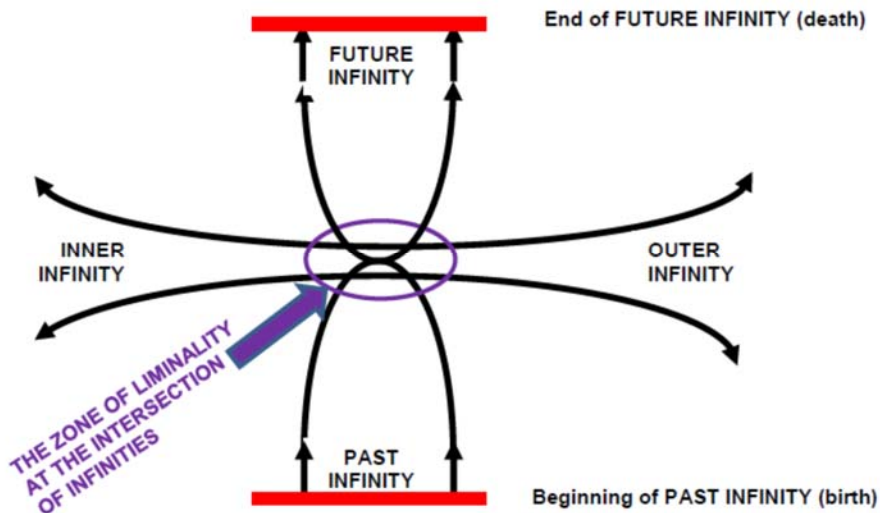 End of FUTURE INFINITY (death)
FUTURE
INFINITY
INNER
INFINITY
OUTER
INFINITY
THE ZONE OF LIMINALITY
AT THE INTERSECTION
OF INFINITIES
PAST
INFINITY
Beginning of PAST INFINITY (birth)